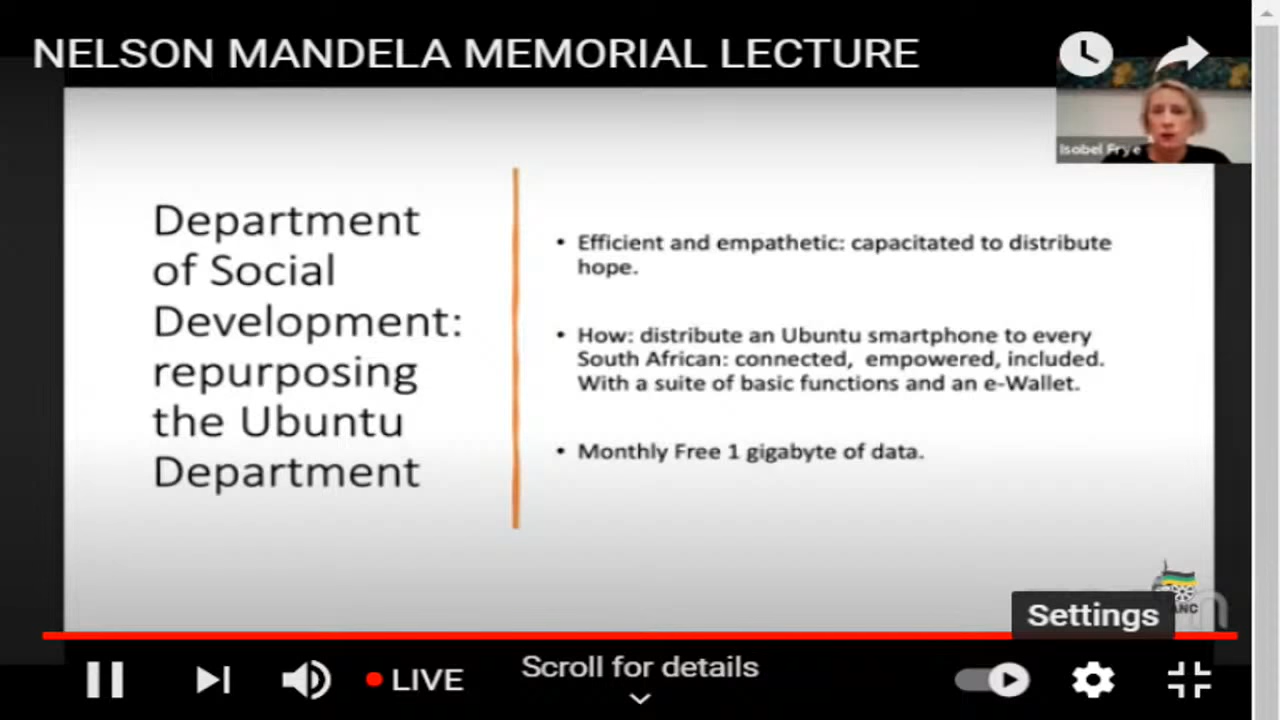 NELSON MANDELA MEMORIAL LECTURE
Isobel Frye
Department
of Social
Development:
repurposing
the Ubuntu
Department
• Efficient and empathetic: capacitated to distribute
hope.
• How: distribute an Ubuntu smartphone to every
South African: connected, empowered, included.
With a suite of basic functions and an e-Wallet.
• Monthly Free 1 gigabyte of data.
ANC
Settings
LIVE
Scroll for details